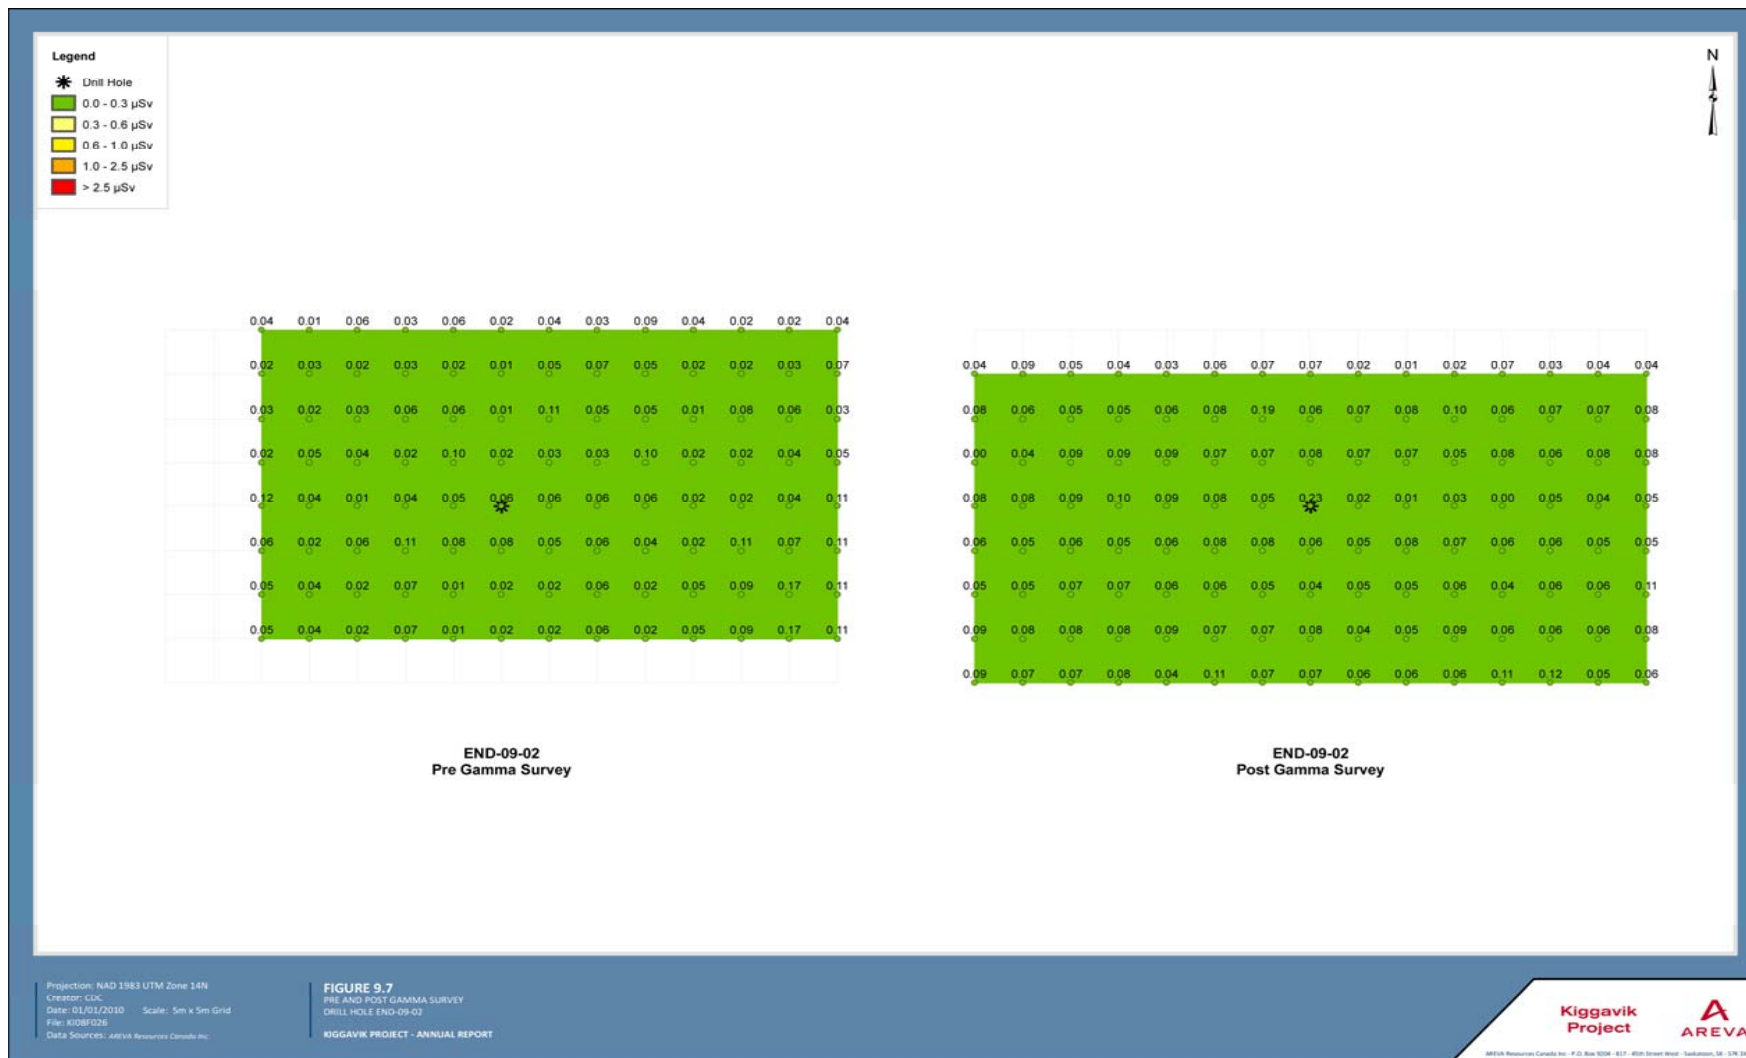 Legend
Drill Hole
0.0 - 0.3 µSv
0.3 - 0.6 µSv
0.6 - 1.0 µSv
1.0 - 2.5 µSv
> 2.5 µSv
N
0.04 0.01 0.06 0.03 0.06 0.02 0.04 0.03 0.09 0.04 0.02 0.02 0.04
0.02 0.03 0.02 0.03 0.02 0.01 0.05 0.07 0.05 0.02 0.02 0.03 0.07
0.03 0.02 0.03 0.06 0.06 0.01 0.11 0.05 0.05 0.01 0.08 0.06 0.03
0.02 0.05 0.04 0.02 0.10 0.02 0.03 0.03 0.10 0.02 0.02 0.04 0.05
0.12 0.04 0.01 0.04 0.05 0.06 0.06 0.06 0.06 0.02 0.02 0.04 0.11
0.06 0.02 0.06 0.11 0.08 0.08 0.05 0.06 0.04 0.02 0.11 0.07 0.11
0.05 0.04 0.02 0.07 0.01 0.02 0.02 0.06 0.02 0.05 0.09 0.17 0.11
0.05 0.04 0.02 0.07 0.01 0.02 0.02 0.06 0.02 0.05 0.09 0.17 0.11
END-09-02
Pre Gamma Survey
0.04 0.09 0.05 0.04 0.03 0.06 0.07 0.07 0.02 0.01 0.02 0.07 0.03 0.04 0.04
0.08 0.06 0.05 0.05 0.06 0.08 0.19 0.06 0.07 0.08 0.10 0.06 0.07 0.07 0.08
0.00 0.04 0.09 0.09 0.09 0.07 0.07 0.08 0.07 0.07 0.05 0.08 0.06 0.08 0.08
0.08 0.08 0.09 0.10 0.09 0.08 0.05 0.23 0.02 0.01 0.03 0.00 0.05 0.04 0.05
0.06 0.05 0.06 0.05 0.06 0.08 0.08 0.06 0.05 0.08 0.07 0.06 0.06 0.05 0.05
0.05 0.05 0.07 0.07 0.06 0.06 0.05 0.04 0.05 0.05 0.06 0.04 0.06 0.06 0.11
0.09 0.08 0.08 0.08 0.09 0.07 0.07 0.08 0.04 0.05 0.09 0.06 0.06 0.06 0.08
0.09 0.07 0.07 0.08 0.04 0.11 0.07 0.07 0.06 0.06 0.06 0.11 0.12 0.05 0.06
END-09-02
Post Gamma Survey
Projection: NAD 1983 UTM Zone 14N
Creator: CDC
Date: 01/01/2010 Scale: 5m x 5m Grid
File: KI08F026
Data Sources: AREVA Resources Canada Inc.
FIGURE 9.7
PRE AND POST GAMMA SURVEY
DRILL HOLE END-09-02
KIGGAVIK PROJECT - ANNUAL REPORT
Kiggavik
Project
AREVA
AREVA Resources Canada Inc - P.O. Box 9204 - 817 - 45th Street West - Saskatoon, SK - S7K